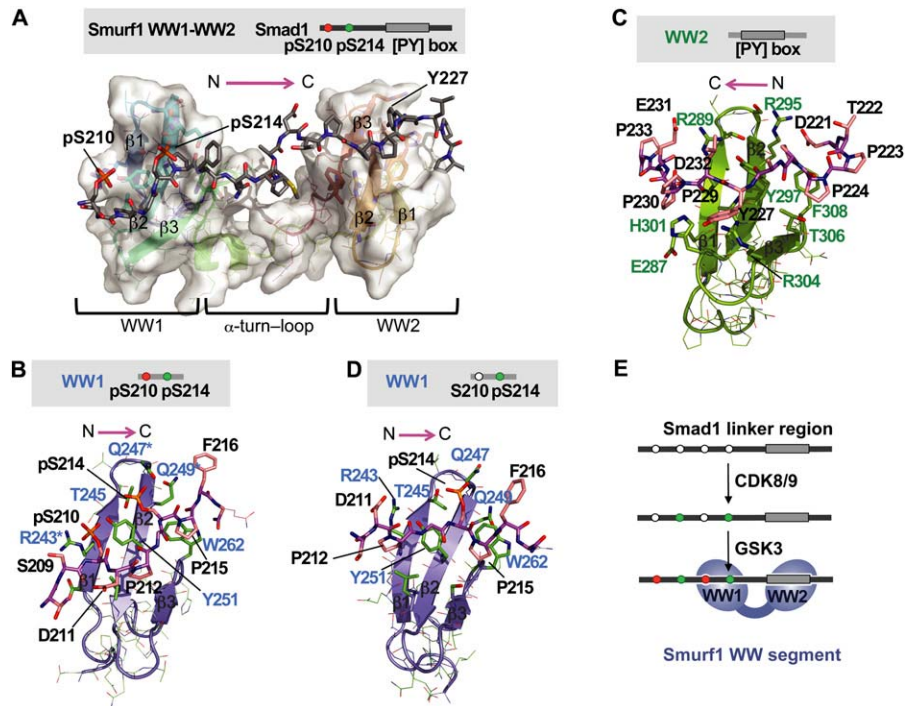 A
Smurf1 WW1-WW2
Smad1
pS210 pS214 [PY] box
N
C
Y227
pS210
pS214
β1
β2
β3
β3
β2
β1
WW1
α-turn–loop
WW2
C
WW2
[PY] box
C
N
E231
R289
R295
T222
P233
D221
β2
P223
D232
P229
P224
Y297
P230
Y227
F308
H301
β1
T306
β3
E287
R304
B
WW1
pS210 pS214
N
C
Q247*
F216
pS214
Q249*
T245
pS210
β2
R243*
W262
S209
P215
β1
P212
Y251
β3
D211
D
WW1
S210 pS214
N
C
pS214
Q247
R243
F216
D211
T245
Q249
P212
W262
Y251
P215
β2
β1
β3
E
Smad1 linker region
CDK8/9
GSK3
WW1
WW2
Smurf1 WW segment